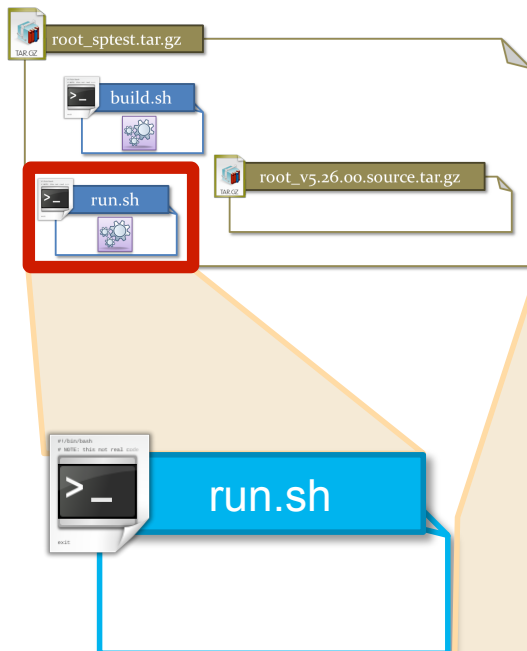 root_sptest.tar.gz
TAR.GZ
build.sh
>_
run.sh
>_
root_v5.26.00.source.tar.gz
TAR.GZ
#!/bin/bash
# NOTE: this not real code
>_
exit
run.sh